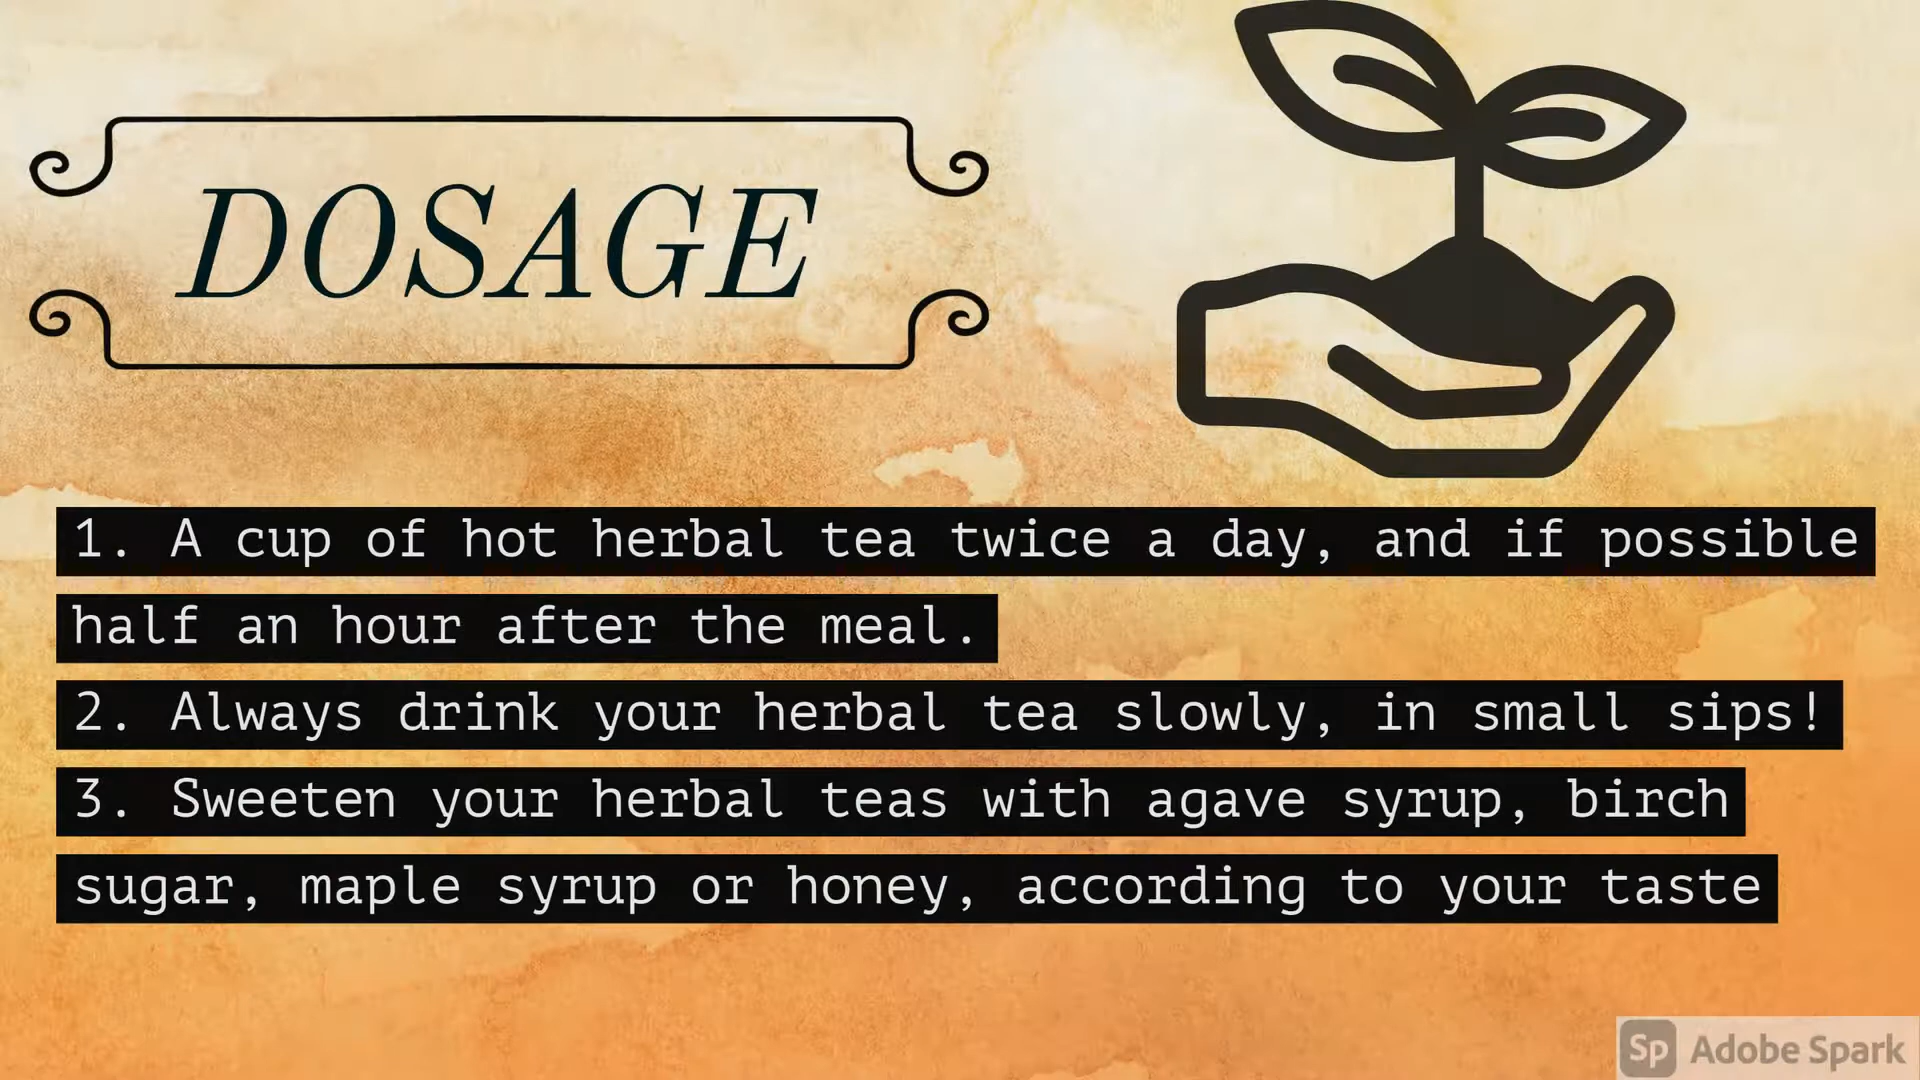 DOSAGE
1. A cup of hot herbal tea twice a day, and if possible
half an hour after the meal.
2. Always drink your herbal tea slowly, in small sips!
3. Sweeten your herbal teas with agave syrup, birch
sugar, maple syrup or honey, according to your taste
Sp Adobe Spark